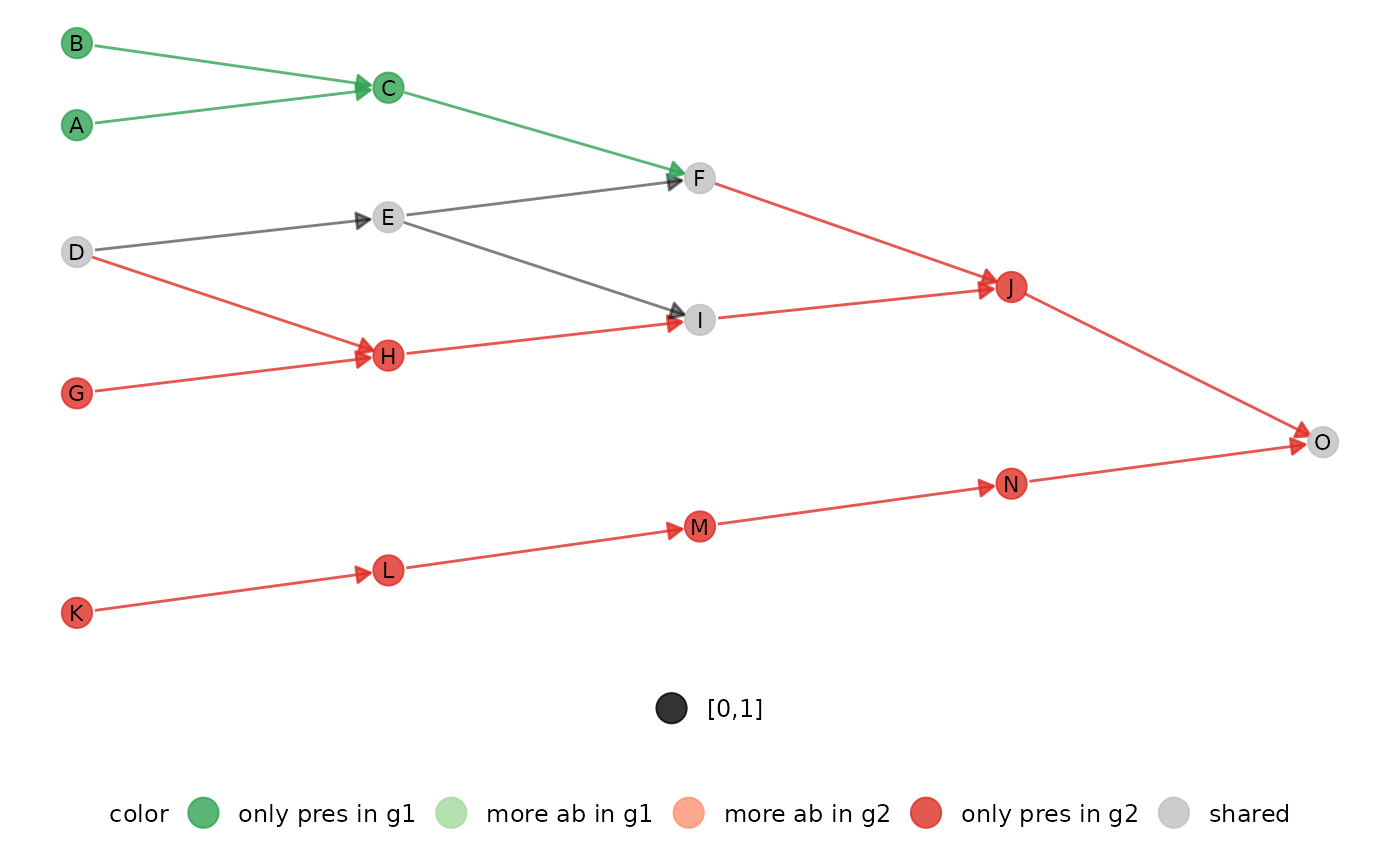 B
C
A
F
E
D
J
I
H
G
O
N
M
L
K
[0,1]
color only pres in g1 more ab in g1 more ab in g2 only pres in g2 shared